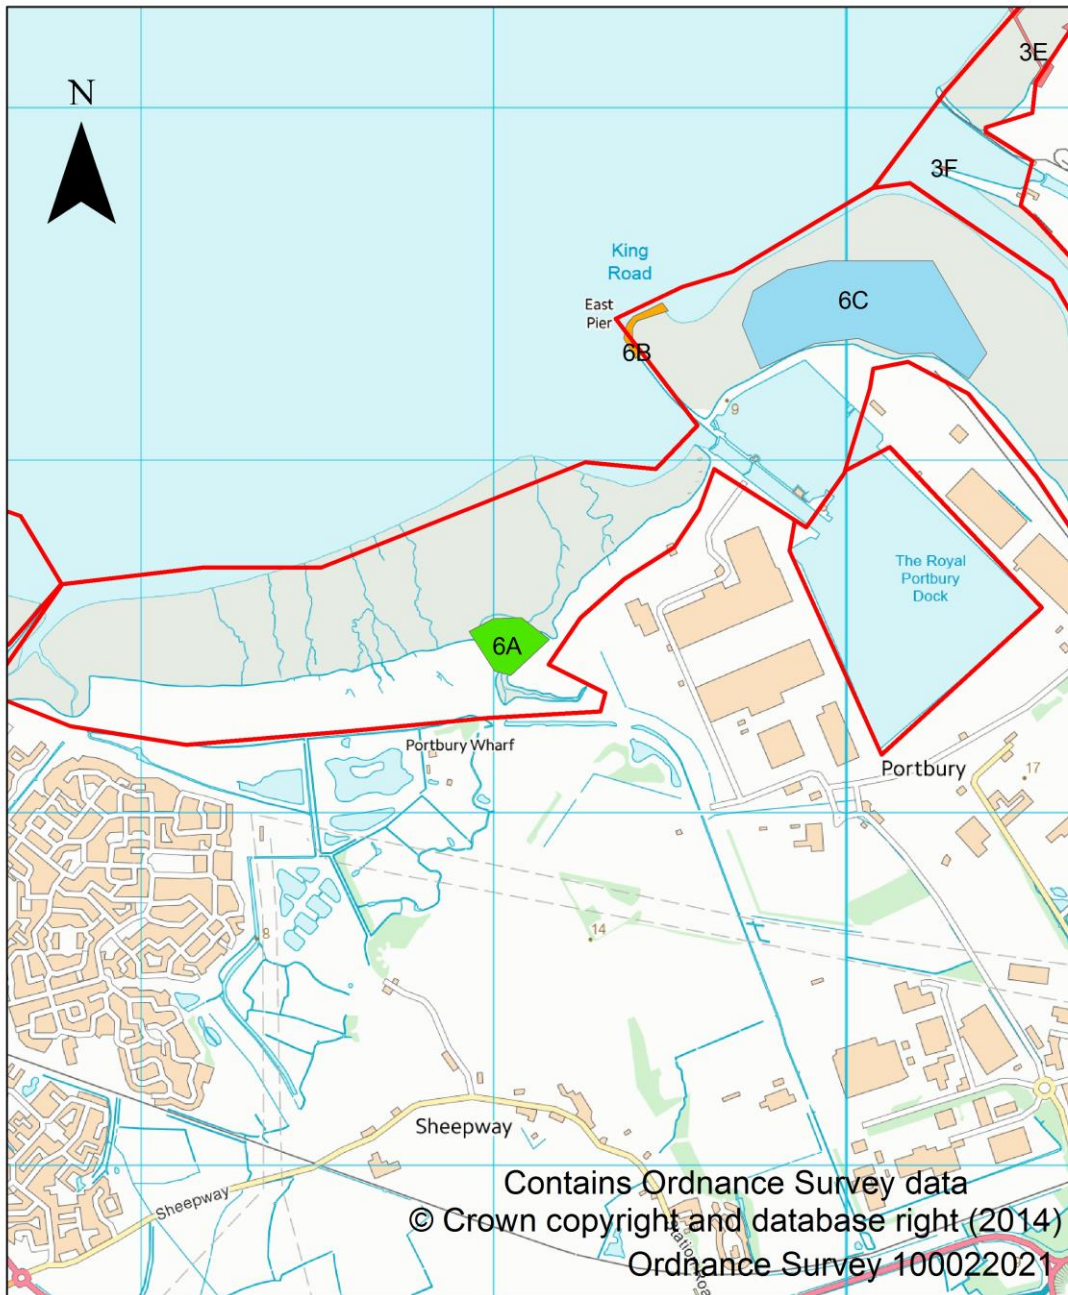 N
3E
3F
King
Road
East
Pier
6C
6B
9
The Royal
Portbury
Dock
6A
Portbury Wharf
Portbury
17
8
14
Sheepway
Sheepway
Contains Ordnance Survey data
© Crown copyright and database right (2014)
Ordnance Survey 100022021